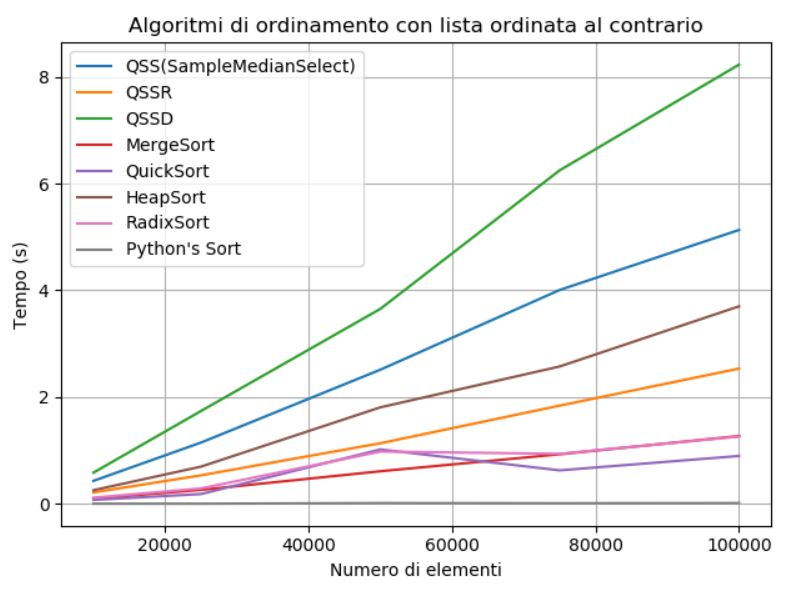 Algoritmi di ordinamento con lista ordinata al contrario
QSS(SampleMedianSelect)
QSSR
QSSD
MergeSort
QuickSort
HeapSort
RadixSort
Python's Sort
Tempo (s)
8
6
4
2
0
20000 40000 60000 80000 100000
Numero di elementi